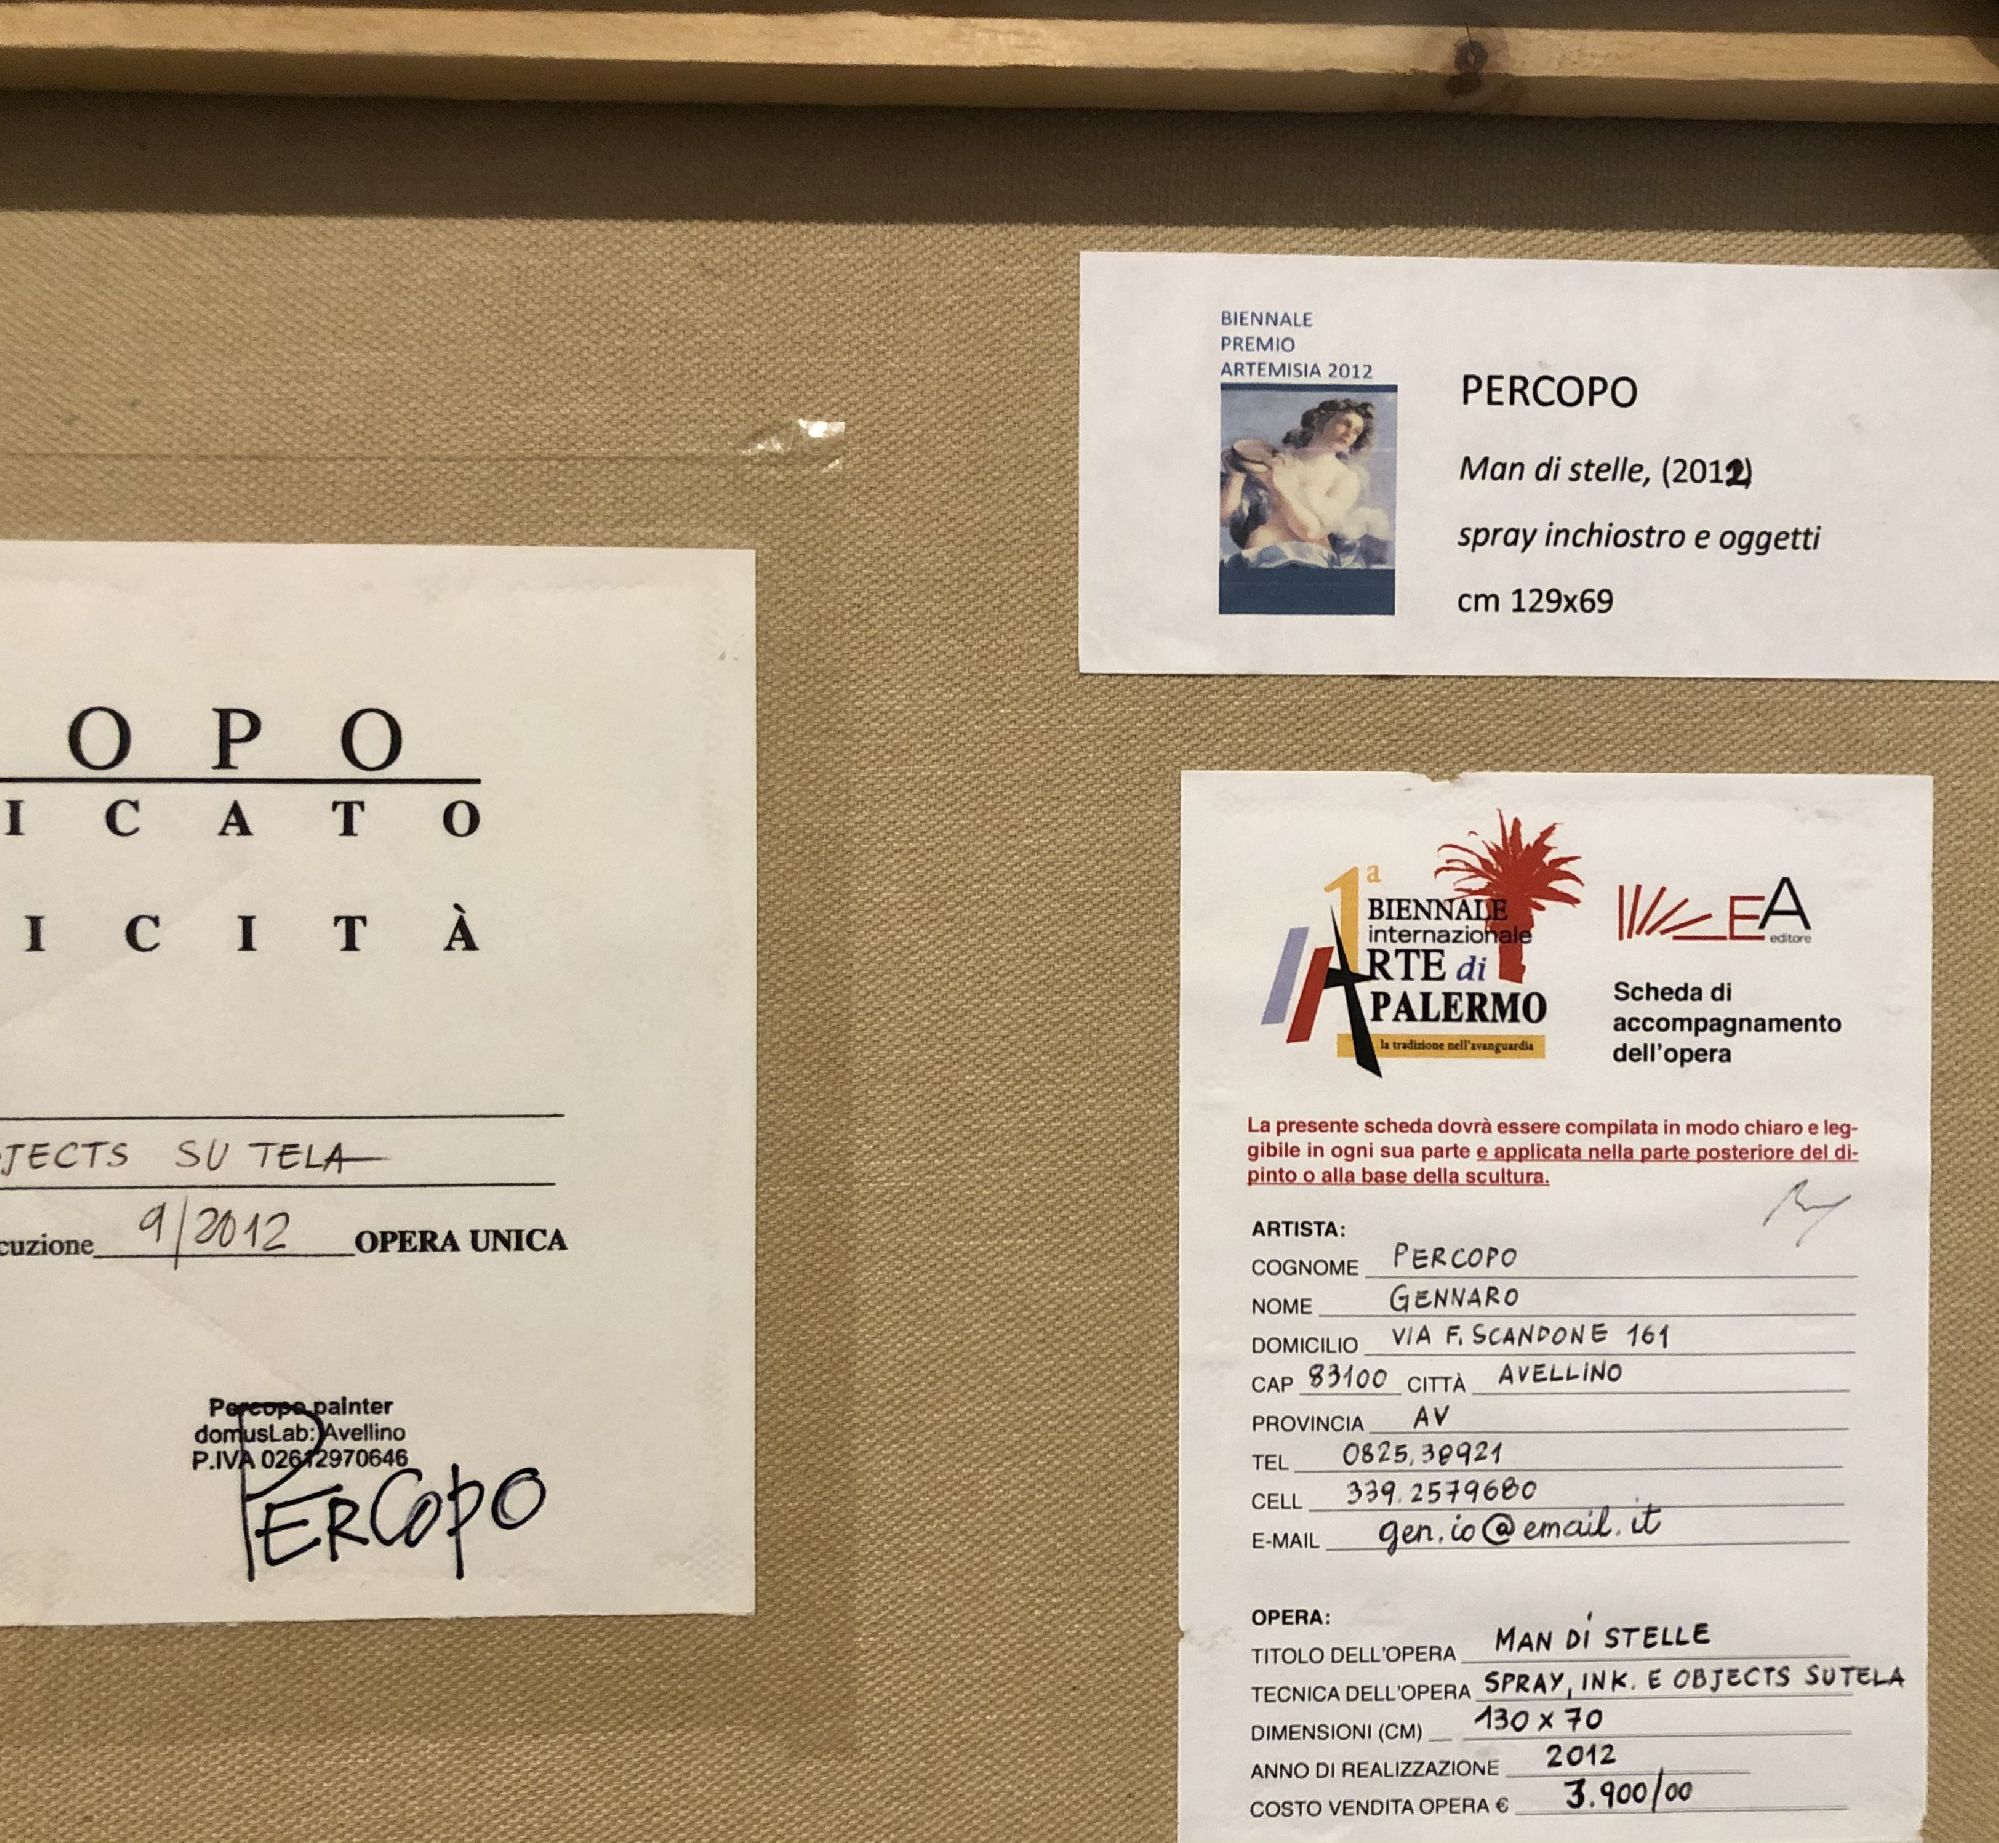 OPO
ICATO
ICITÀ
JECTS SU TELA
cuzione 9/2012 OPERA UNICA
Percopo painter
domusLab: Avellino
P.IVA 02612970646
PERCOPO
BIENNALE
PREMIO
ARTEMISIA 2012
PERCOPO
Man di stelle, (2012)
spray inchiostro e oggetti
cm 129x69
1a
BIENNALE
internazionale
ARTE di
PALERMO
la tradizione nell'avanguardia
EA
editore
Scheda di
accompagnamento
dell'opera
La presente scheda dovrà essere compilata in modo chiaro e leg-
gibile in ogni sua parte e applicata nella parte posteriore del di-
pinto o alla base della scultura.
ARTISTA:
COGNOME PERCOPO
NOME GENNARO
DOMICILIO VIA F. SCANDONE 161
CAP 83100 CITTÀ AVELLINO
PROVINCIA AV
TEL 0825.38921
CELL 339.2579680
E-MAIL gen.io@email.it
OPERA:
TITOLO DELL'OPERA MAN DI STELLE
TECNICA DELL'OPERA SPRAY, INK. E OBJECTS SU TELA
DIMENSIONI (CM) 130 x 70
ANNO DI REALIZZAZIONE 2012
COSTO VENDITA OPERA € 3.900/00